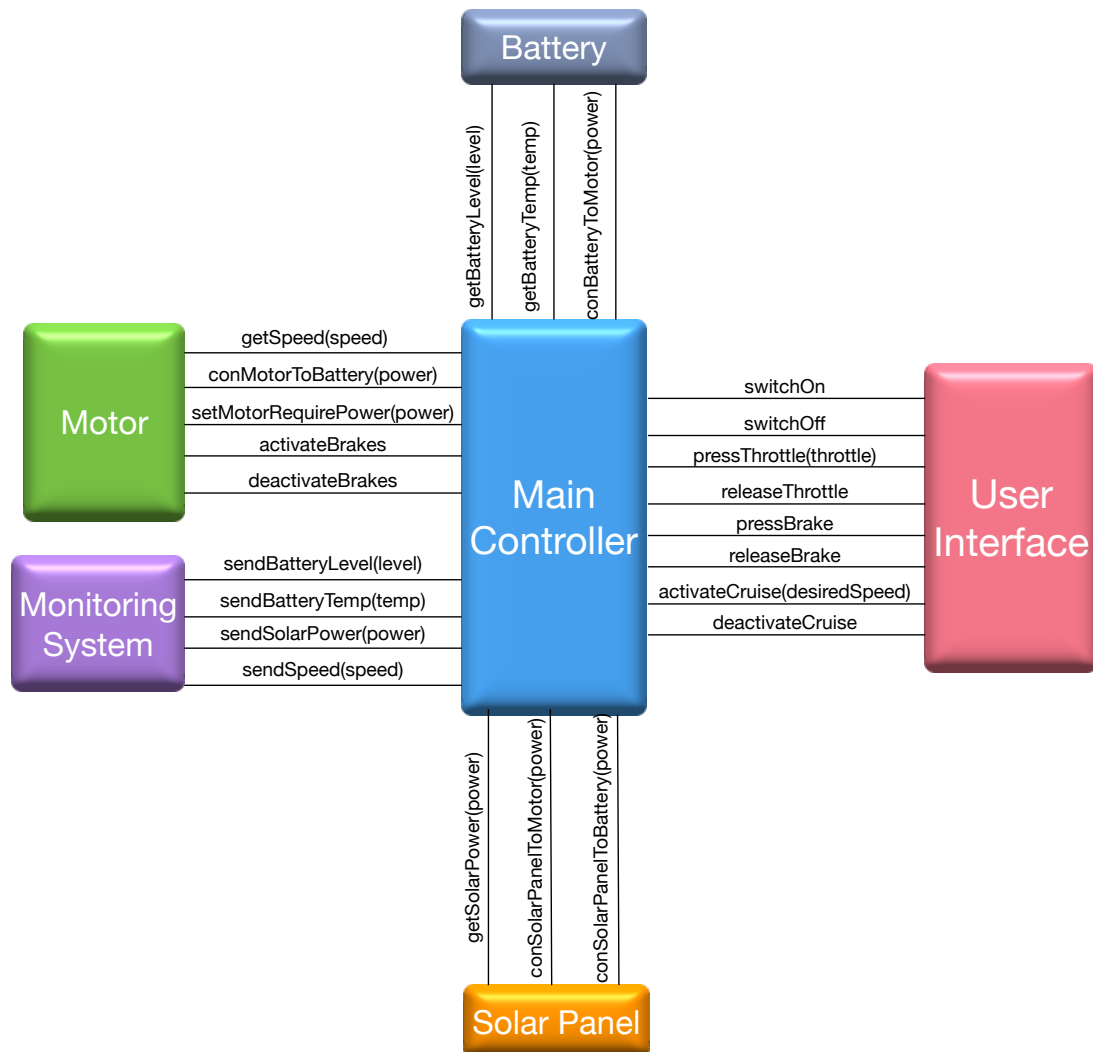 Battery
getBatteryLevel(level)
getBatteryTemp(temp)
conBatteryToMotor(power)
Motor
getSpeed(speed)
conMotorToBattery(power)
setMotorRequirePower(power)
activateBrakes
deactivateBrakes
Monitoring
System
sendBatteryLevel(level)
sendBatteryTemp(temp)
sendSolarPower(power)
sendSpeed(speed)
Main
Controller
switchOn
switchOff
pressThrottle(throttle)
releaseThrottle
pressBrake
releaseBrake
activateCruise(desiredSpeed)
deactivateCruise
User
Interface
getSolarPower(power)
conSolarPanelToMotor(power)
conSolarPanelToBattery(power)
Solar Panel